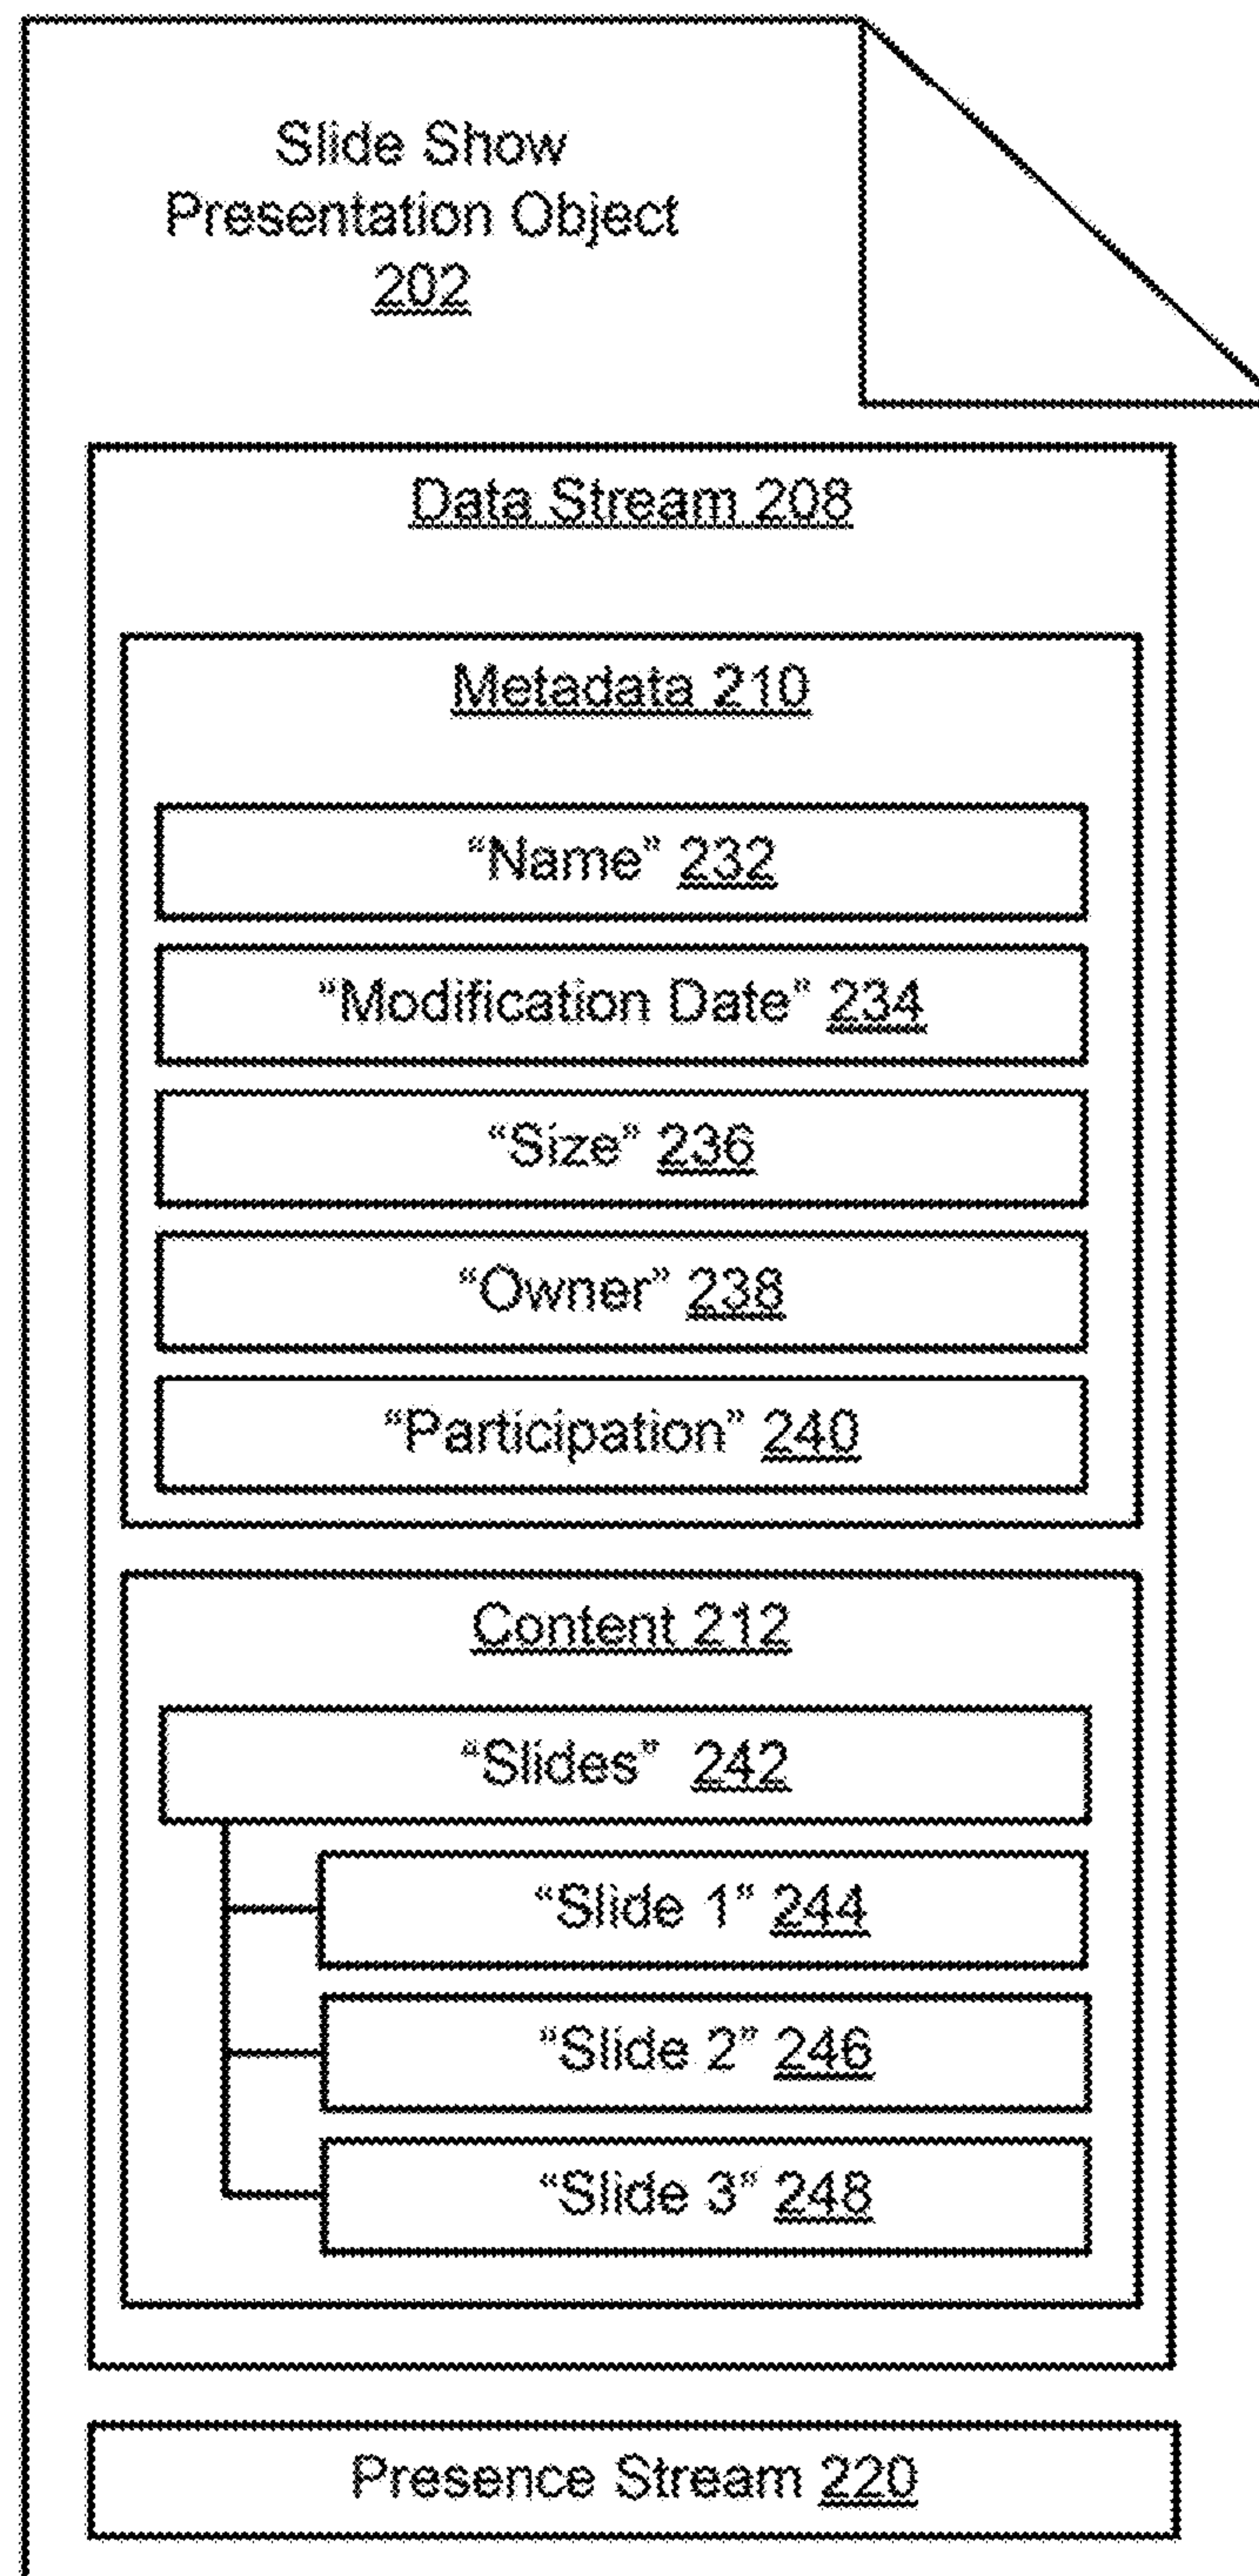 Slide Show
Presentation Object
202
Data Stream 208
Metadata 210
“Name” 232
“Modification Date” 234
“Size” 236
“Owner” 238
“Participation” 240
Content 212
“Slides” 242
“Slide 1” 244
“Slide 2” 246
“Slide 3” 248
Presence Stream 220